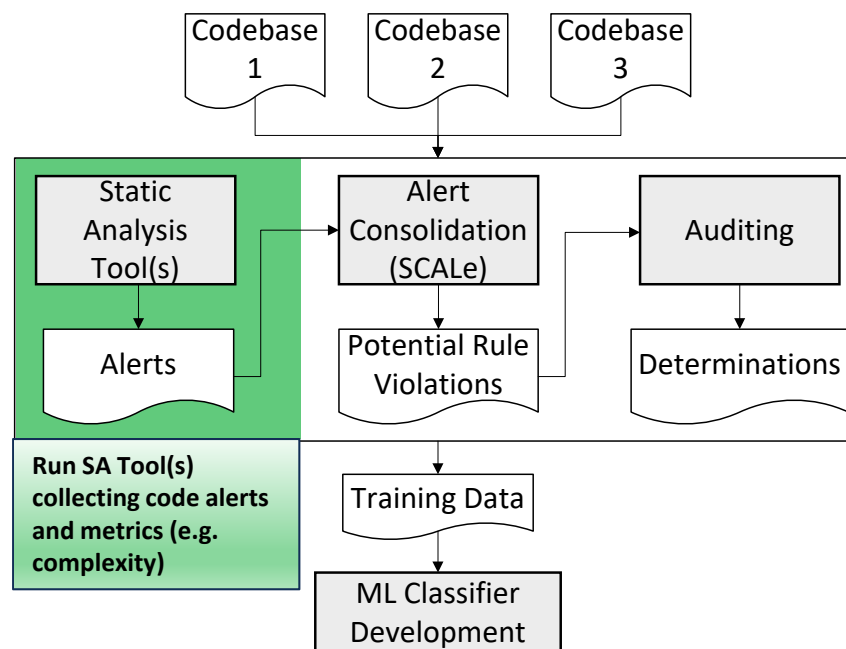 Codebase
1
Codebase
2
Codebase
3
Static
Analysis
Tool(s)
Alert
Consolidation
(SCALe)
Auditing
Alerts
Potential Rule
Violations
Determinations
Run SA Tool(s)
collecting code alerts
and metrics (e.g.
complexity)
Training Data
ML Classifier
Development